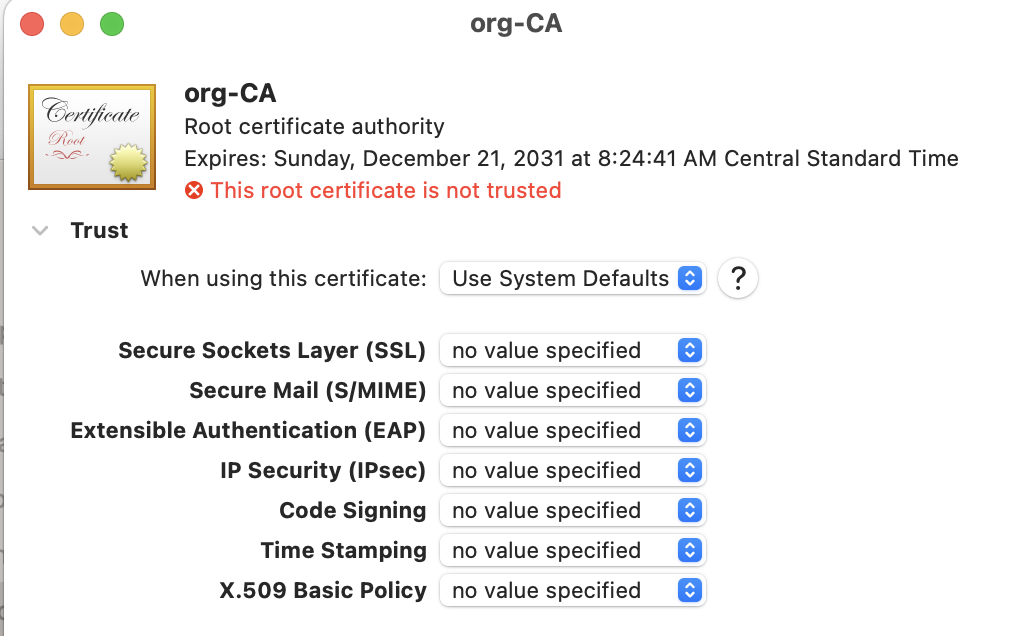 org-CA
Certificate
Root
org-CA
Root certificate authority
Expires: Sunday, December 21, 2031 at 8:24:41 AM Central Standard Time
This root certificate is not trusted
Trust
When using this certificate: Use System Defaults ?
Secure Sockets Layer (SSL) no value specified
Secure Mail (S/MIME) no value specified
Extensible Authentication (EAP) no value specified
IP Security (IPsec) no value specified
Code Signing no value specified
Time Stamping no value specified
X.509 Basic Policy no value specified